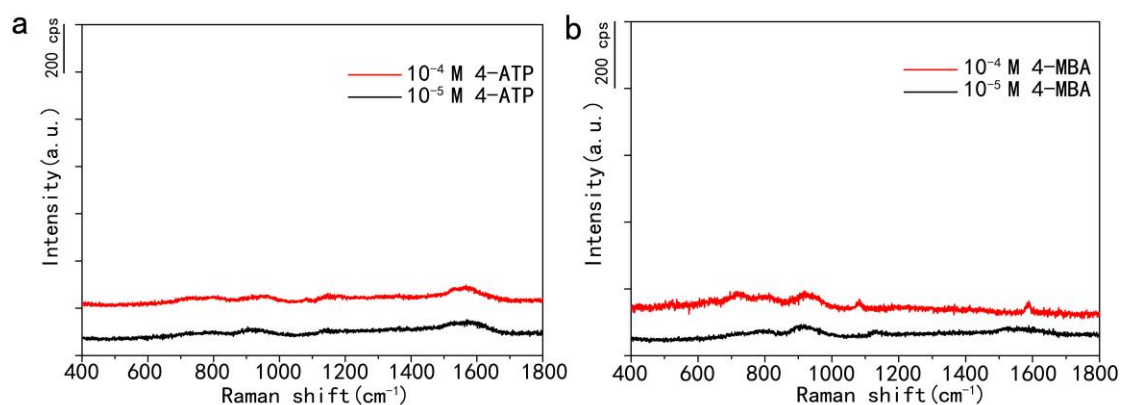 a
200 cps
10⁻⁴ M 4-ATP
10⁻⁵ M 4-ATP
Intensity(a.u.)
400 600 800 1000 1200 1400 1600 1800
Raman shift(cm⁻¹)
b
200 cps
10⁻⁴ M 4-MBA
10⁻⁵ M 4-MBA
Intensity(a.u.)
400 600 800 1000 1200 1400 1600 1800
Raman shift(cm⁻¹)